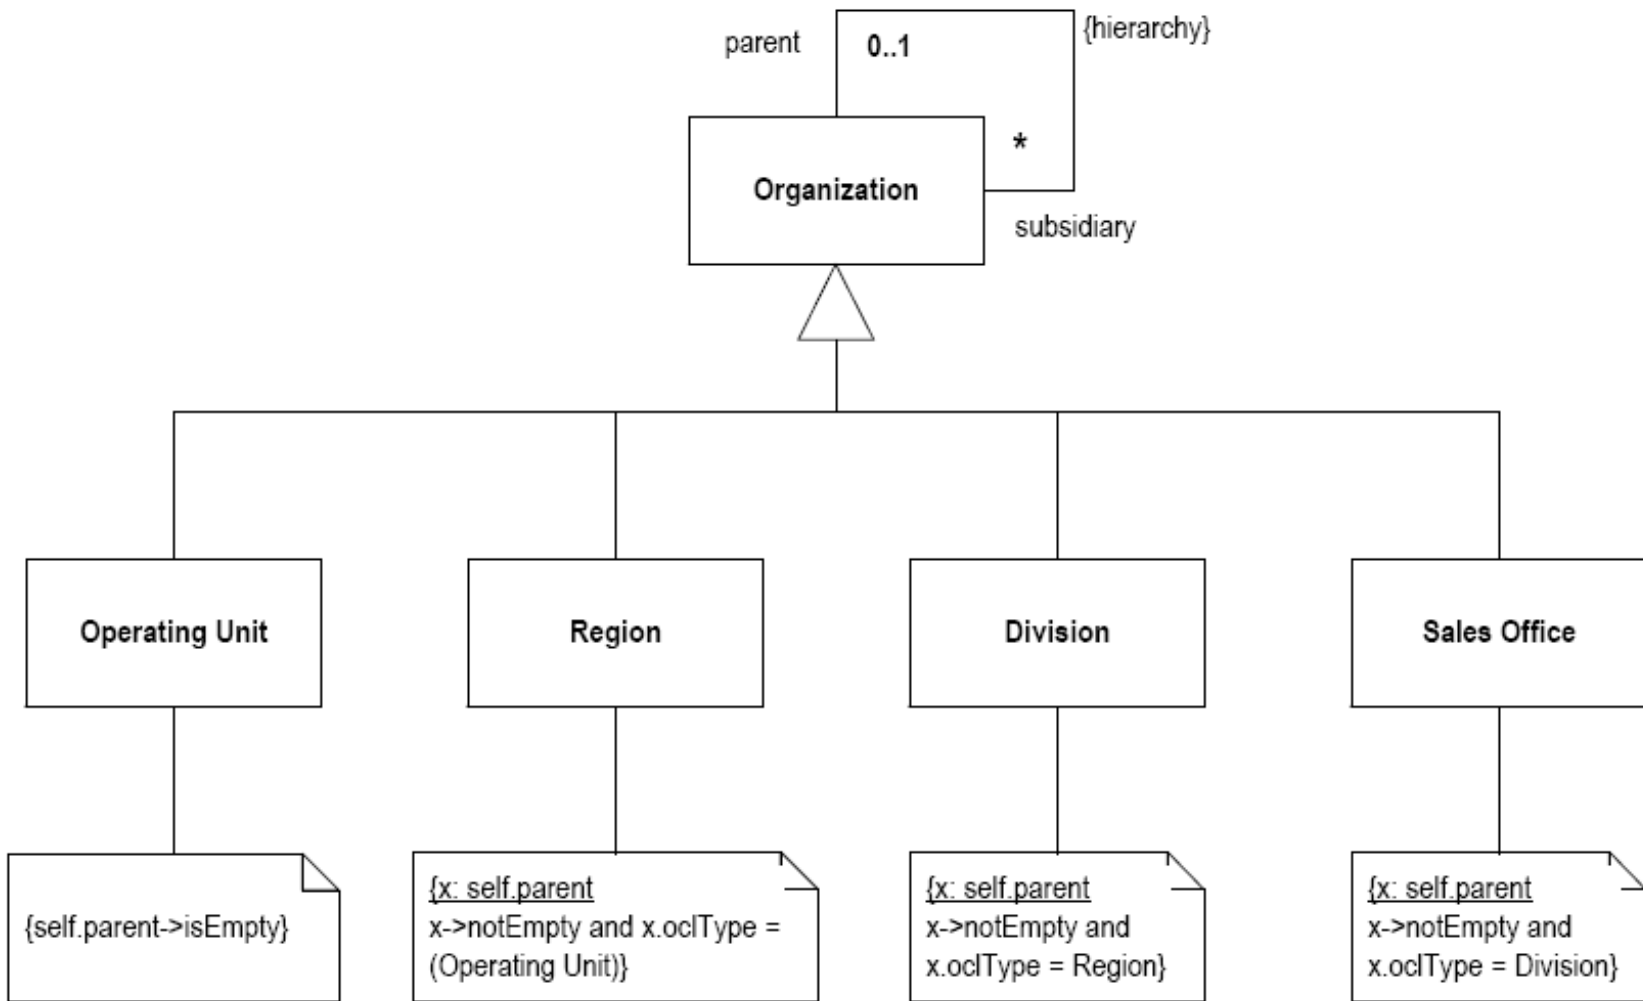 parent
0..1
{hierarchy}
*
Organization
subsidiary
Operating Unit
Region
Division
Sales Office
{self.parent->isEmpty}
{x: self.parent
x->notEmpty and x.oclType =
(Operating Unit)}
{x: self.parent
x->notEmpty and
x.oclType = Region}
{x: self.parent
x->notEmpty and
x.oclType = Division}